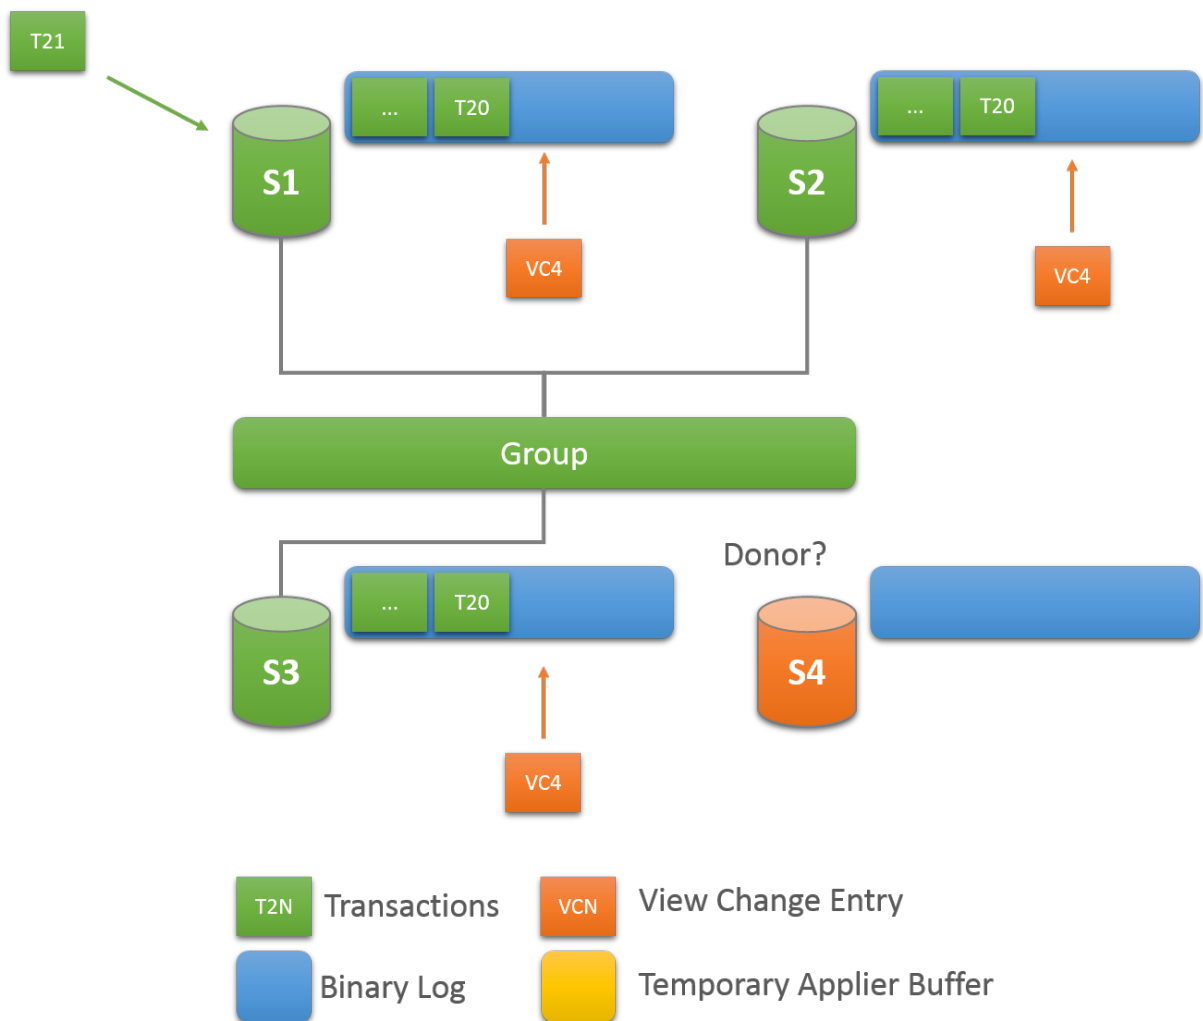 T21
... T20
S1
VC4
... T20
S2
VC4
Group
... T20
S3
VC4
Donor?
S4
T2N Transactions
VCN View Change Entry
Binary Log
Temporary Applier Buffer